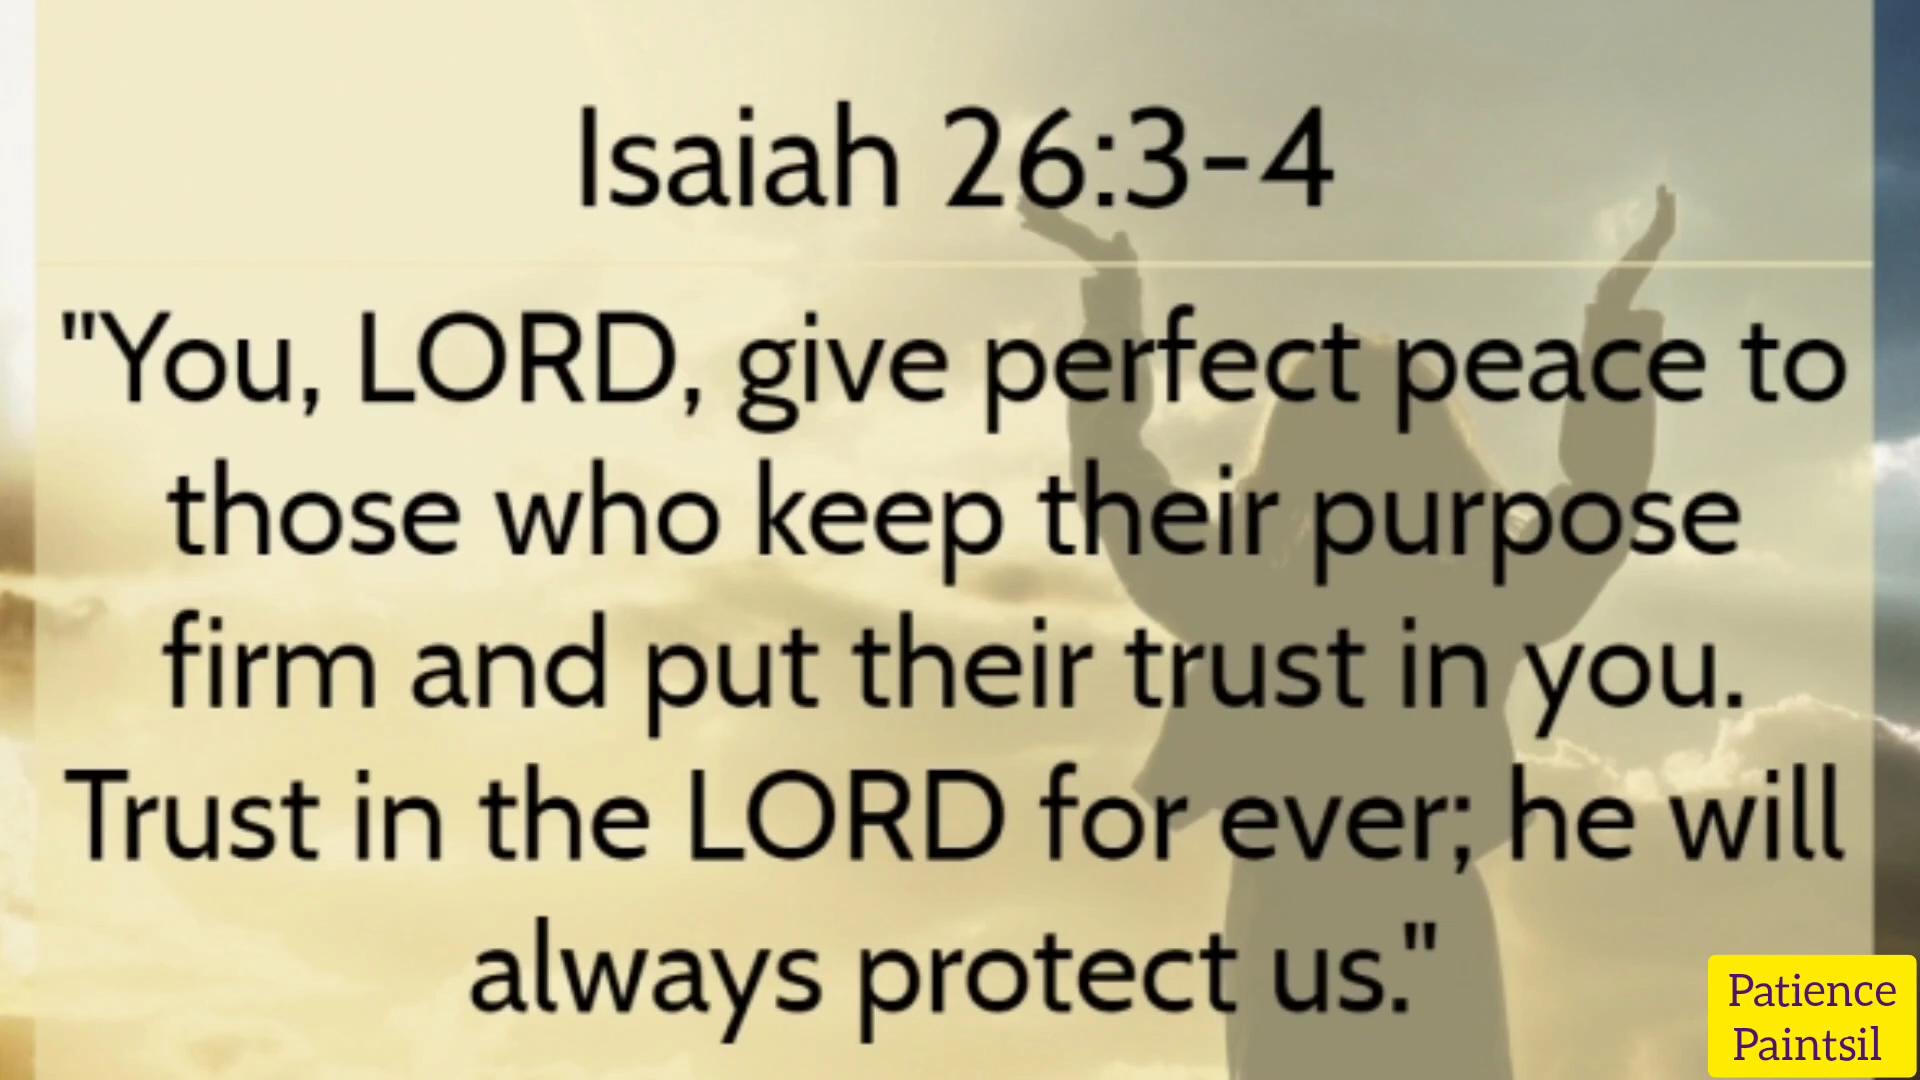 Isaiah 26:3-4
"You, LORD, give perfect peace to
those who keep their purpose
firm and put their trust in you.
Trust in the LORD for ever; he will
always protect us."
Patience
Paintsil